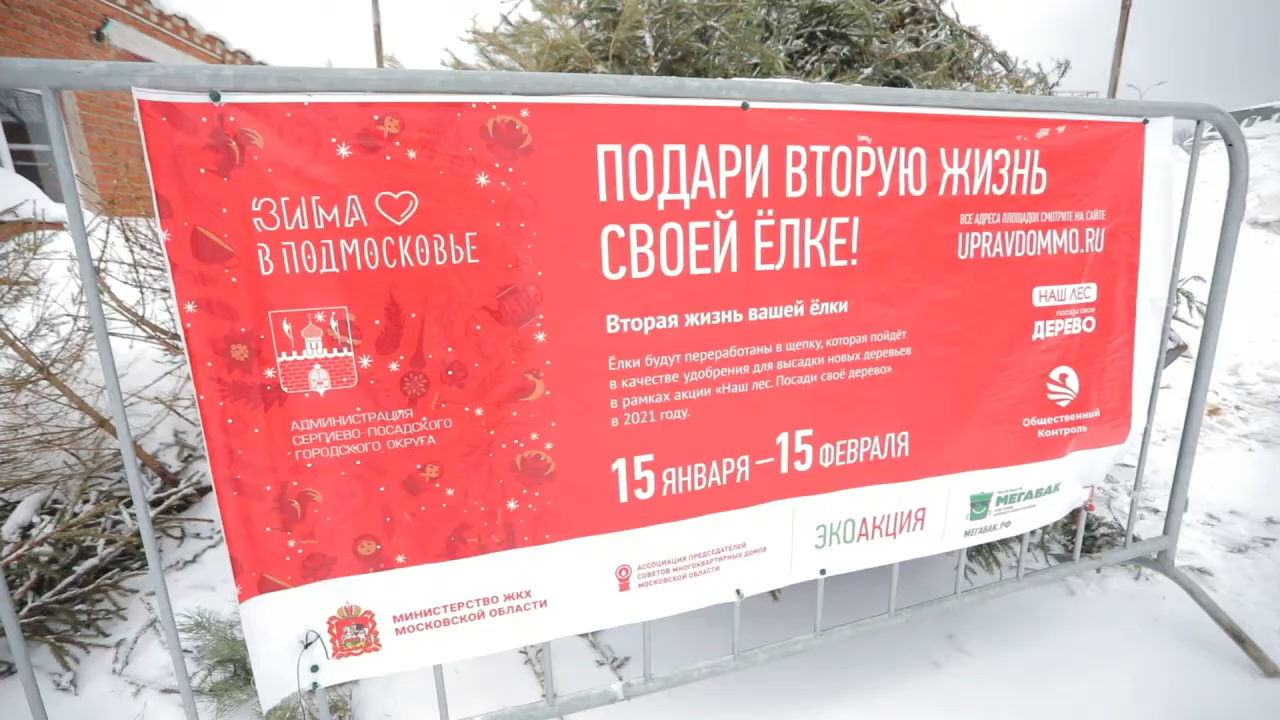 ЗИМА
В ПОДМОСКОВЬЕ
АДМИНИСТРАЦИЯ
СЕРГИЕВО-ПОСАДСКОГО
ГОРОДСКОГО ОКРУГА
ПОДАРИ ВТОРУЮ ЖИЗНЬ
СВОЕЙ ЁЛКЕ!
ВСЕ АДРЕСА ПЛОЩАДОК СМОТРИТЕ НА САЙТЕ
UPRAVDOMMO.RU
Вторая жизнь вашей ёлки
Ёлки будут переработаны в щепку, которая пойдёт
в качестве удобрения для высадки новых деревьев
в рамках акции «Наш лес. Посади своё дерево»
в 2021 году.
15 ЯНВАРЯ – 15 ФЕВРАЛЯ
НАШ ЛЕС
посади свое
ДЕРЕВО
Общественный
Контроль
МИНИСТЕРСТВО ЖКХ
МОСКОВСКОЙ ОБЛАСТИ
АССОЦИАЦИЯ ПРЕДСЕДАТЕЛЕЙ
СОВЕТОВ МНОГОКВАРТИРНЫХ ДОМОВ
МОСКОВСКОЙ ОБЛАСТИ
ЭКОАКЦИЯ
МЕГАБАК
МЕГАБАК.РФ